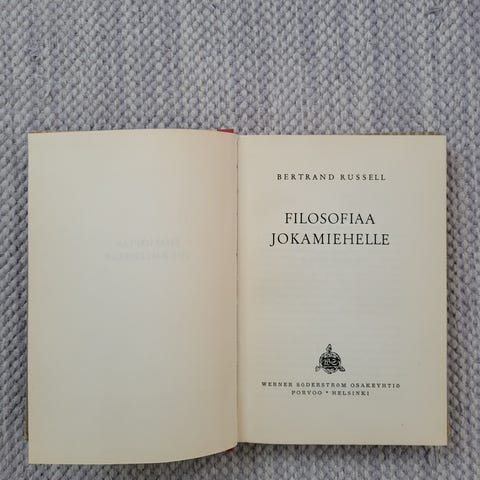 BERTRAND RUSSELL
FILOSOFIAA
JOKAMIEHELLE
WERNER SÖDERSTRÖM OSAKEYHTIÖ
PORVOO * HELSINKI